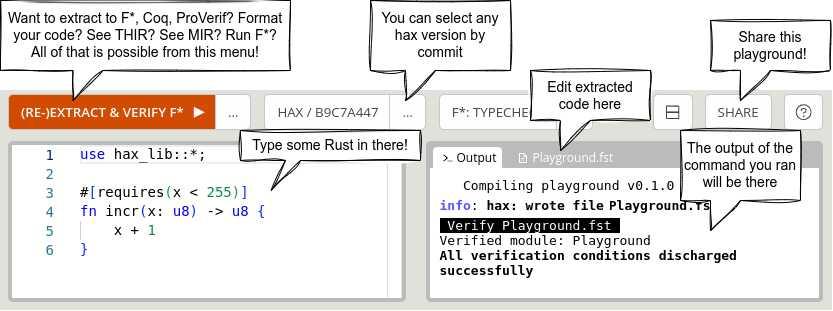 Want to extract to F*, Coq, ProVerif? Format
your code? See THIR? See MIR? Run F*?
All of that is possible from this menu!
You can select any
hax version by
commit
Share this
playground!
Edit extracted
code here
(RE-)EXTRACT & VERIFY F*
...
HAX / B9C7A447
...
F*: TYPECHE
SHARE
?
Type some Rust in there!
The output of the
command you ran
will be there
1 use hax_lib::*;
2
3 #[requires(x < 255)]
4 fn incr(x: u8) -> u8 {
5 x + 1
6 }
>_ Output
Playground.fst
Compiling playground v0.1.0
info: hax: wrote file Playground.fs
Verify Playground.fst
Verified module: Playground
All verification conditions discharged
successfully